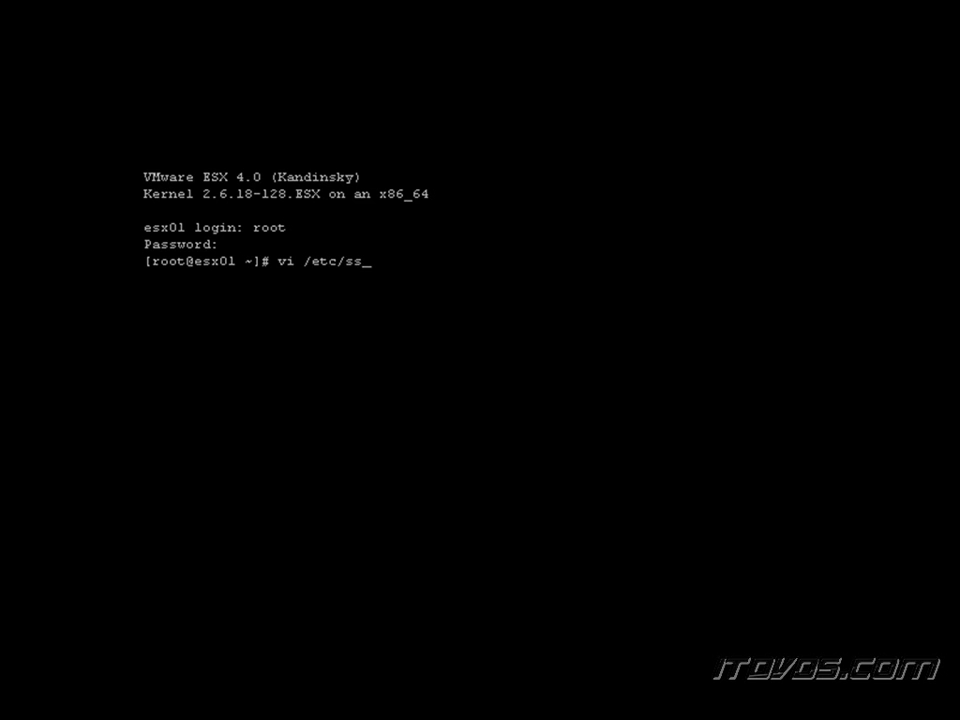 VMware ESX 4.0 (Kandinsky)
Kernel 2.6.18-128.ESX on an x86_64
esx01 login: root
Password:
[root@esx01 ~]# vi /etc/ss_
itavos.com